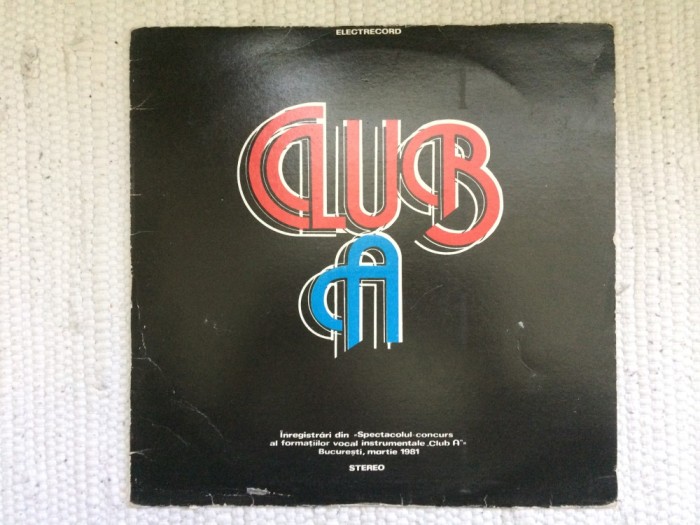 ELECTRECORD
CLUB
A
Înregistrări din «Spectacolul-concurs
al formațiilor vocal instrumentale „Club A"»
București, martie 1981
STEREO